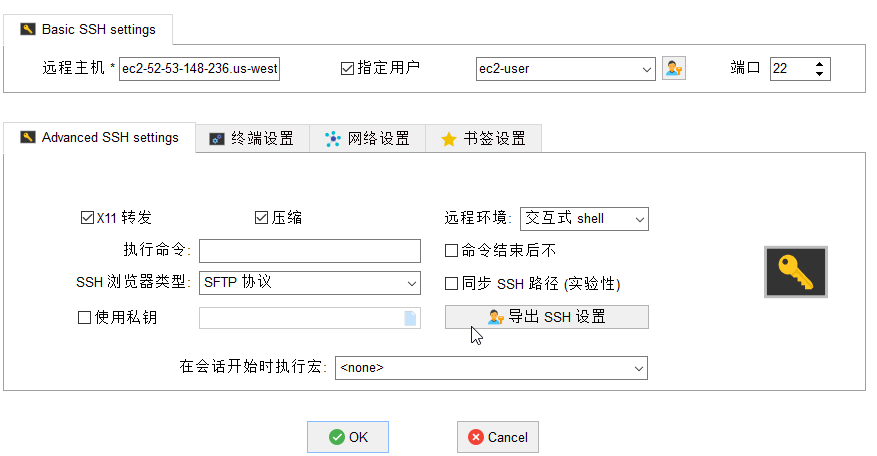 Basic SSH settings
远程主机 * ec2-52-53-148-236.us-west 指定用户 ec2-user 端口 22
Advanced SSH settings 终端设置 网络设置 书签设置
X11 转发 压缩 远程环境: 交互式 shell
执行命令: 命令结束后不
SSH 浏览器类型: SFTP 协议 同步 SSH 路径 (实验性)
使用私钥 导出 SSH 设置
在会话开始时执行宏: <none>
OK Cancel